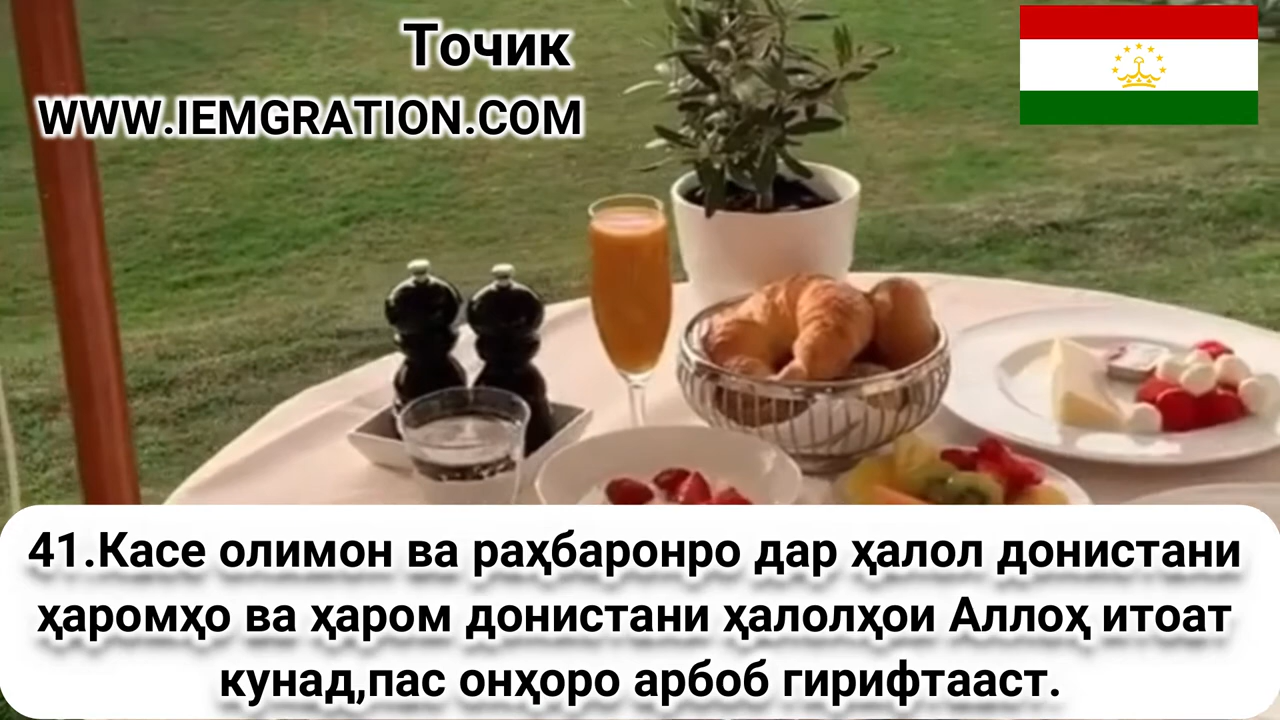 Точик
WWW.IEMGRATION.COM
41.Касе олимон ва раҳбаронро дар ҳалол донистани
ҳаромҳо ва ҳаром донистани ҳалолҳои Аллоҳ итоат
кунад,пас онҳоро арбоб гирифтааст.